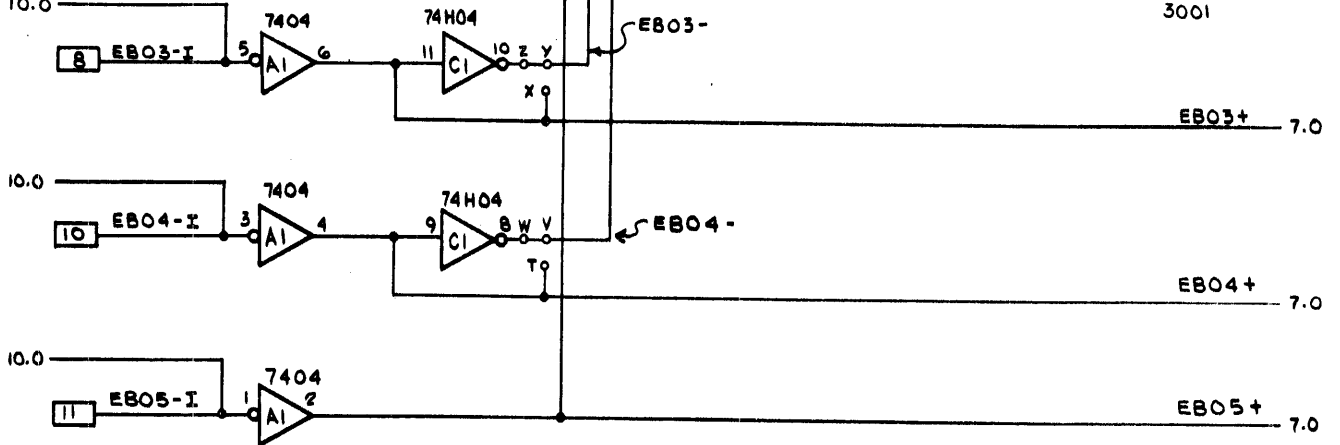 10.0
7404
74H04
EB03-
3001
8
EB03-I
5
A1
6
11
C1
10
Z
Y
X
EB03+
7.0
10.0
7404
74H04
10
EB04-I
3
A1
4
9
C1
8
W
V
EB04-
T
EB04+
7.0
10.0
7404
11
EB05-I
1
A1
2
EB05+
7.0